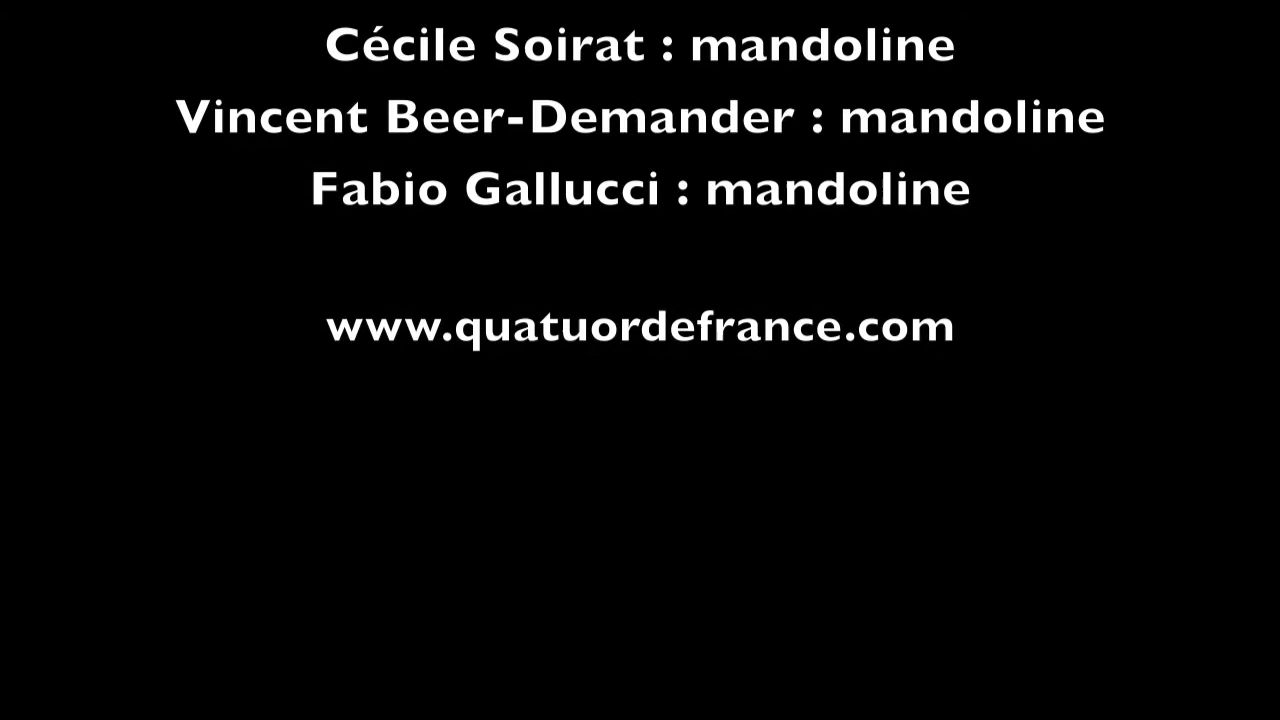 Cécile Soirat : mandoline
Vincent Beer-Demander : mandoline
Fabio Gallucci : mandoline
www.quatuordefrance.com